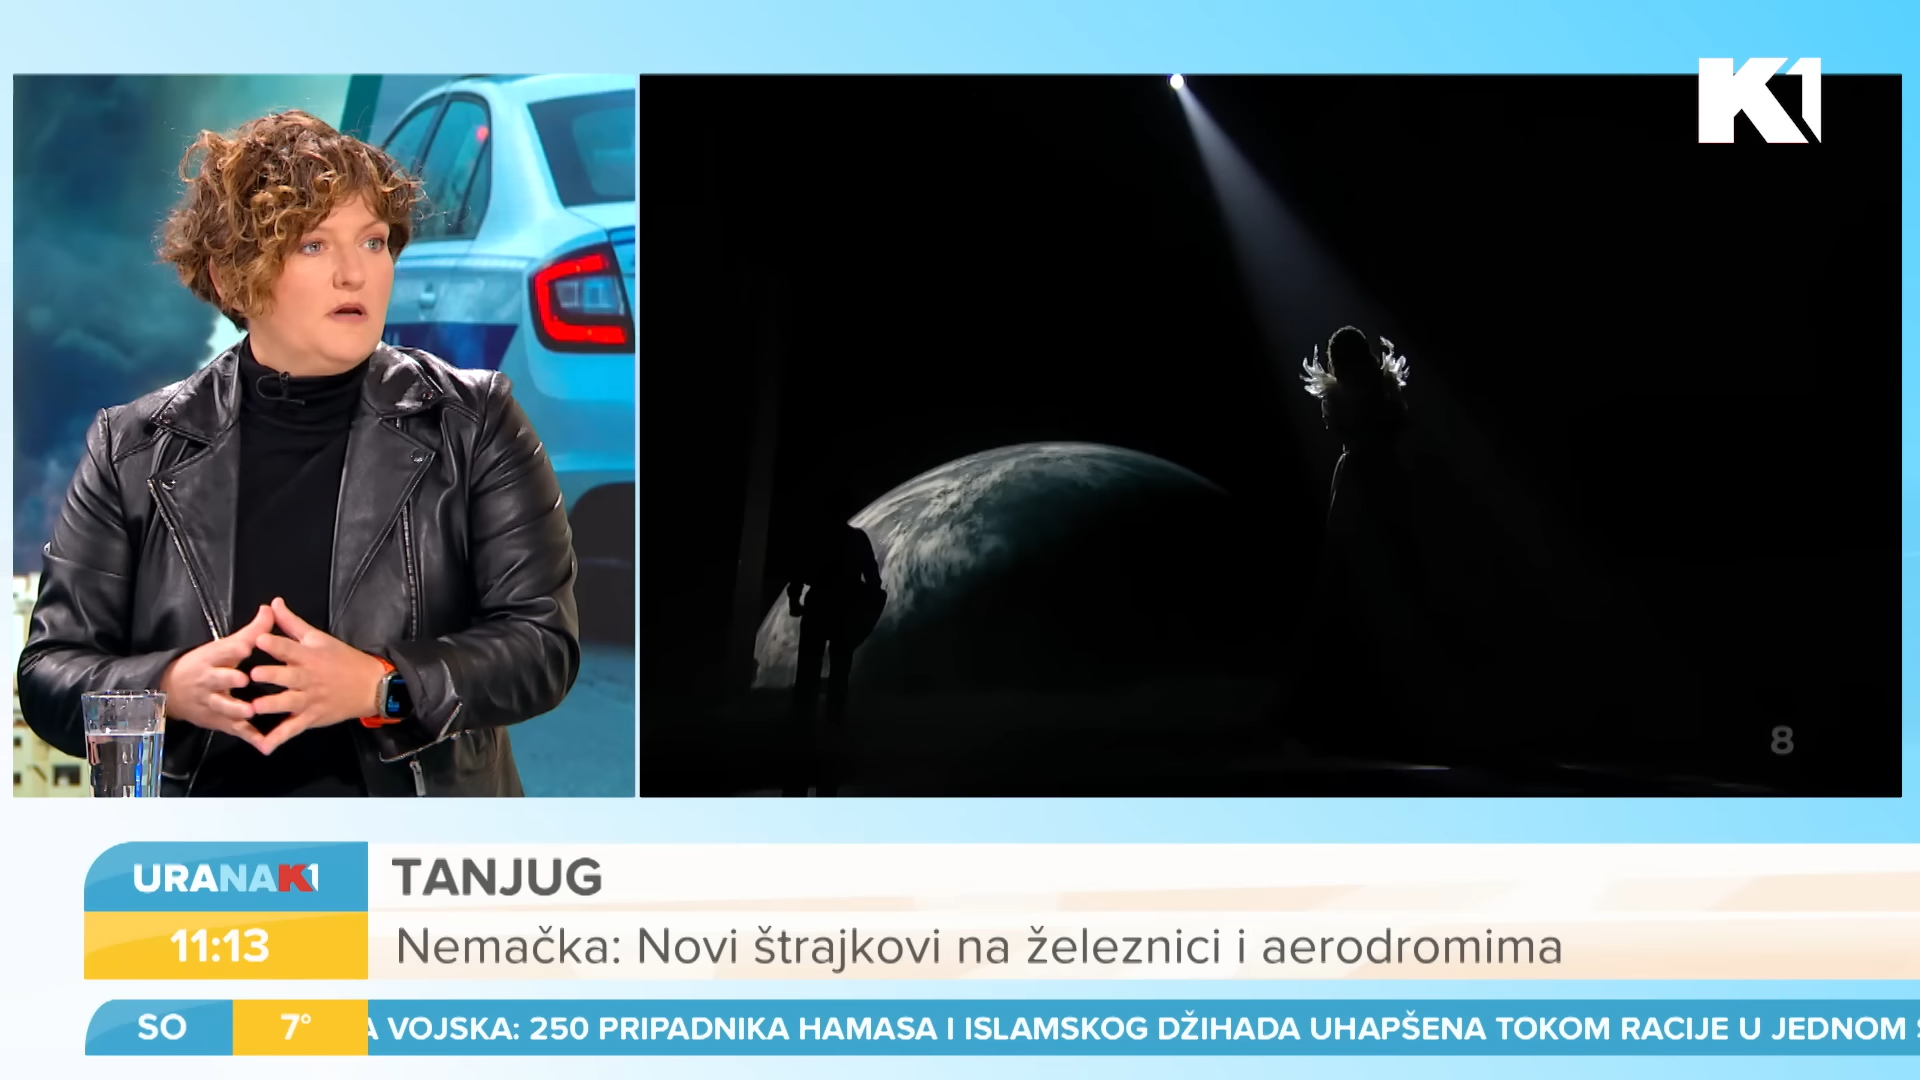 K1
8
URANAK1
TANJUG
11:13
Nemačka: Novi štrajkovi na železnici i aerodromima
SO
7°
A VOJSKA: 250 PRIPADNIKA HAMASA I ISLAMSKOG DŽIHADA UHAPŠENA TOKOM RACIJE U JEDNOM